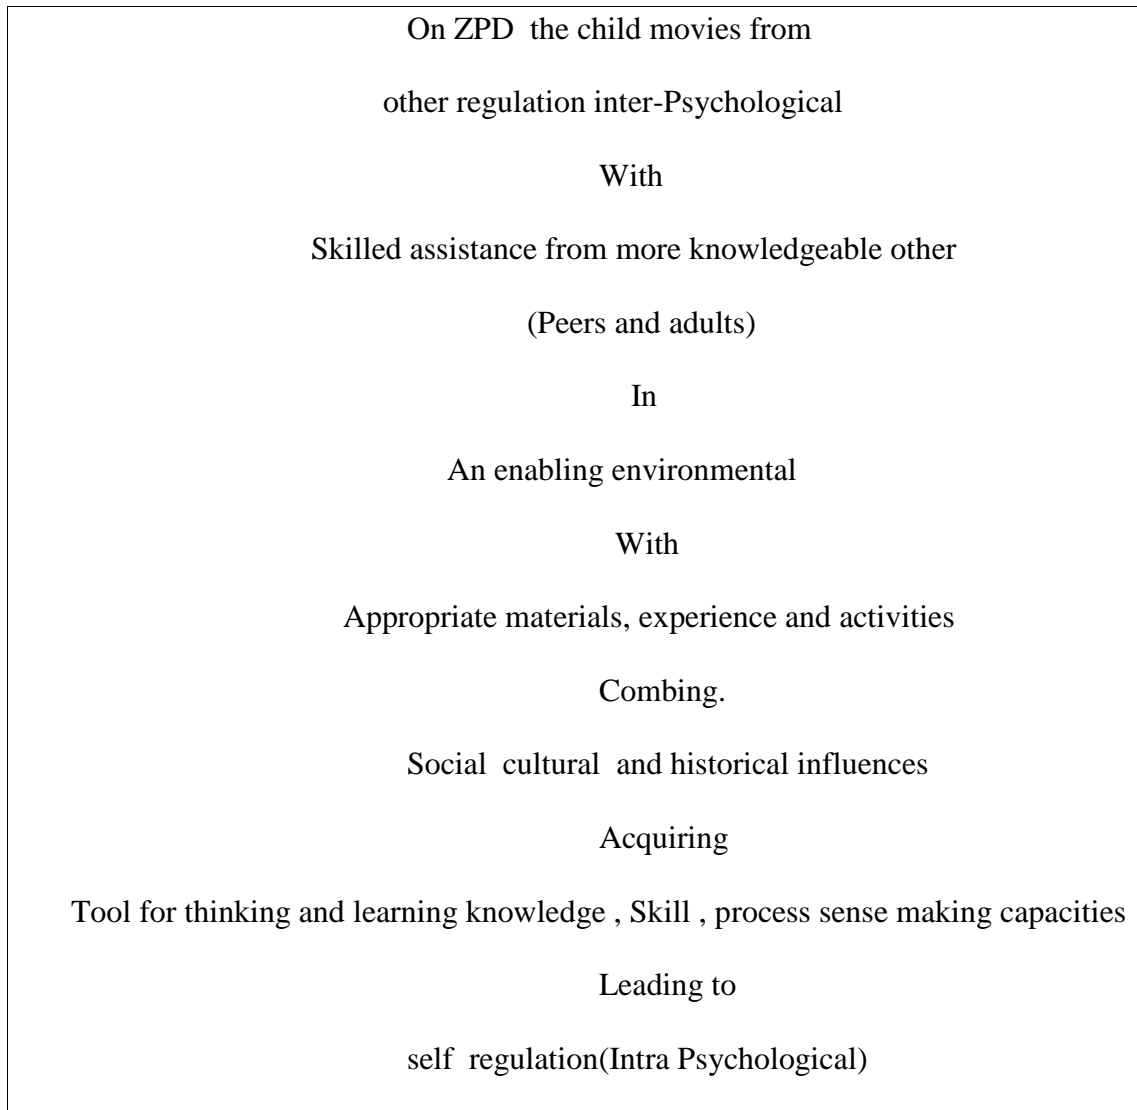 On ZPD  the child movies from
other regulation inter-Psychological
With
Skilled assistance from more knowledgeable other
(Peers and adults)
In
An enabling environmental
With
Appropriate materials, experience and activities
Combing.
Social  cultural  and historical influences
Acquiring
Tool for thinking and learning knowledge , Skill , process sense making capacities
Leading to
self  regulation(Intra Psychological)